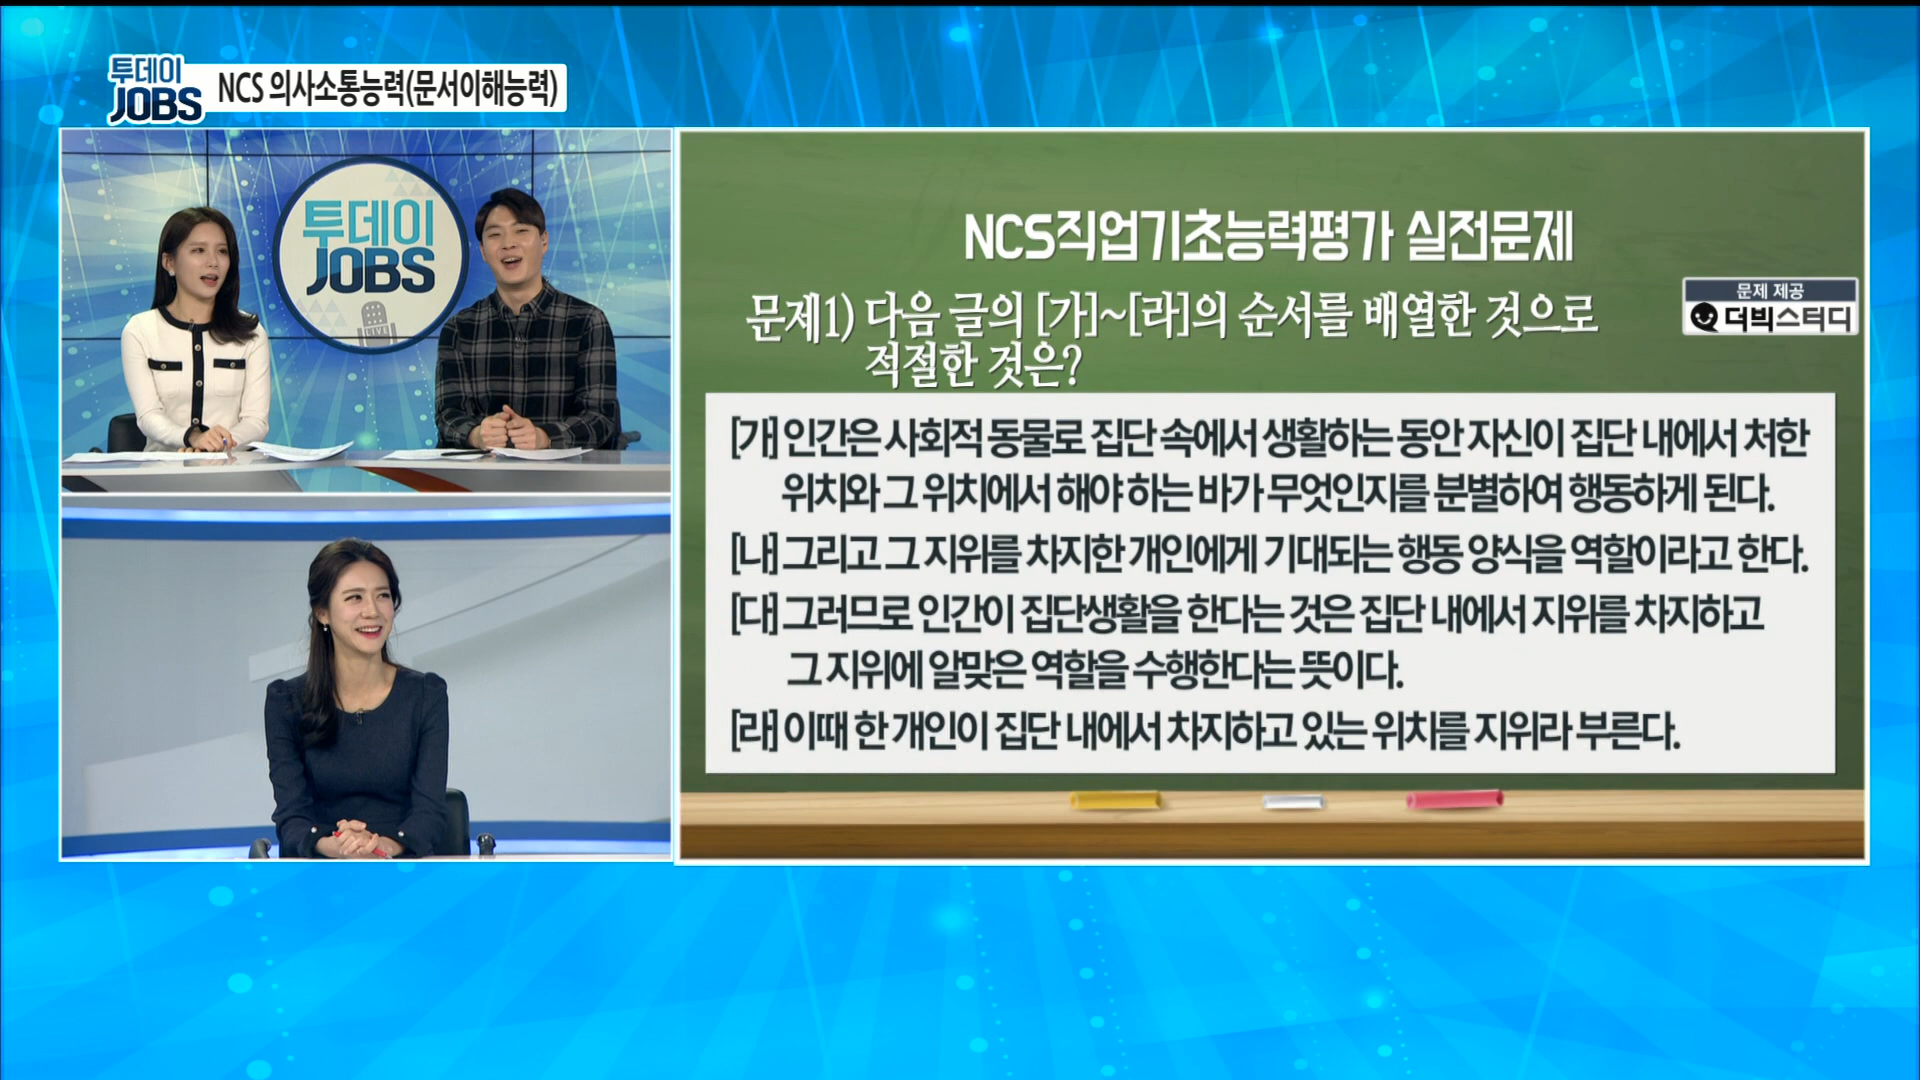 투데이
JOBS
NCS 의사소통능력(문서이해능력)
투데이
JOBS
LIVE
NCS직업기초능력평가 실전문제
문제1) 다음 글의 [가]~[라]의 순서를 배열한 것으로
적절한 것은?
문제 제공
더빅스터디
[가] 인간은 사회적 동물로 집단 속에서 생활하는 동안 자신이 집단 내에서 처한
위치와 그 위치에서 해야 하는 바가 무엇인지를 분별하여 행동하게 된다.
[나] 그리고 그 지위를 차지한 개인에게 기대되는 행동 양식을 역할이라고 한다.
[다] 그러므로 인간이 집단생활을 한다는 것은 집단 내에서 지위를 차지하고
그 지위에 알맞은 역할을 수행한다는 뜻이다.
[라] 이때 한 개인이 집단 내에서 차지하고 있는 위치를 지위라 부른다.